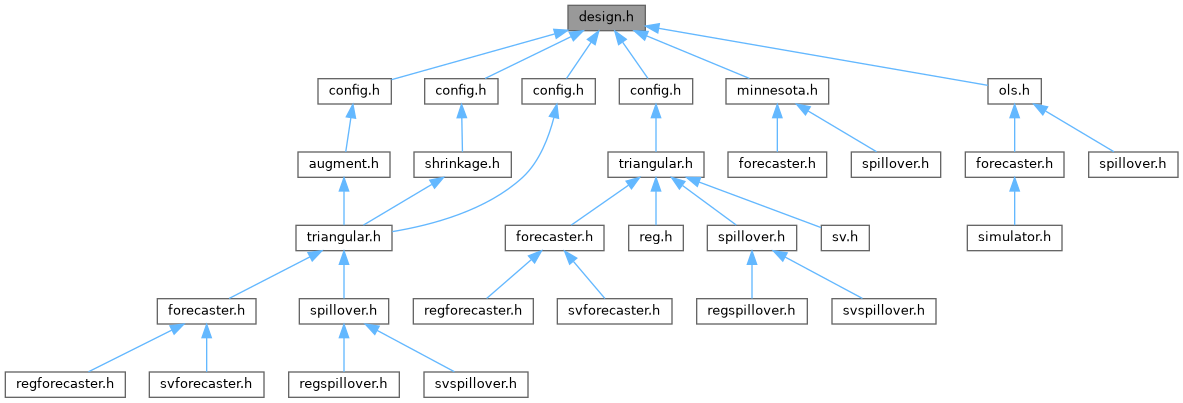 design.h
config.h
config.h
config.h
config.h
minnesota.h
ols.h
augment.h
shrinkage.h
triangular.h
forecaster.h
spillover.h
forecaster.h
spillover.h
triangular.h
forecaster.h
reg.h
spillover.h
sv.h
simulator.h
forecaster.h
spillover.h
regforecaster.h
svforecaster.h
regspillover.h
svspillover.h
regforecaster.h
svforecaster.h
regspillover.h
svspillover.h